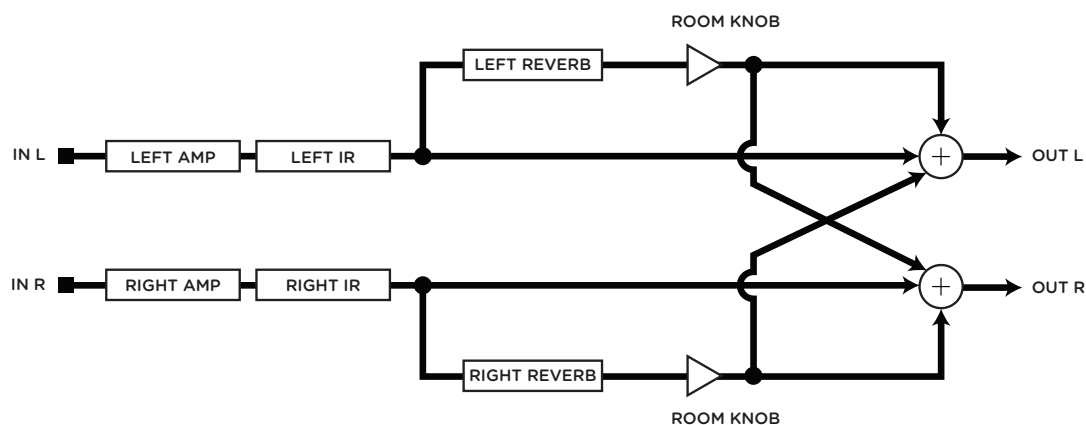 ROOM KNOB
LEFT REVERB
IN L
LEFT AMP
LEFT IR
+
OUT L
IN R
RIGHT AMP
RIGHT IR
+
OUT R
RIGHT REVERB
ROOM KNOB